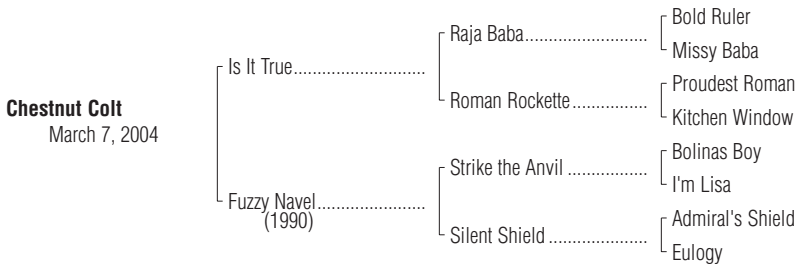 Bold Ruler
Raja Baba............................
Missy Baba
Is It True..............................
Proudest Roman
Roman Rockette.................
Kitchen Window
Chestnut Colt
March 7, 2004
Bolinas Boy
Strike the Anvil ..................
I'm Lisa
Fuzzy Navel.........................
(1990)
Admiral's Shield
Silent Shield .......................
Eulogy